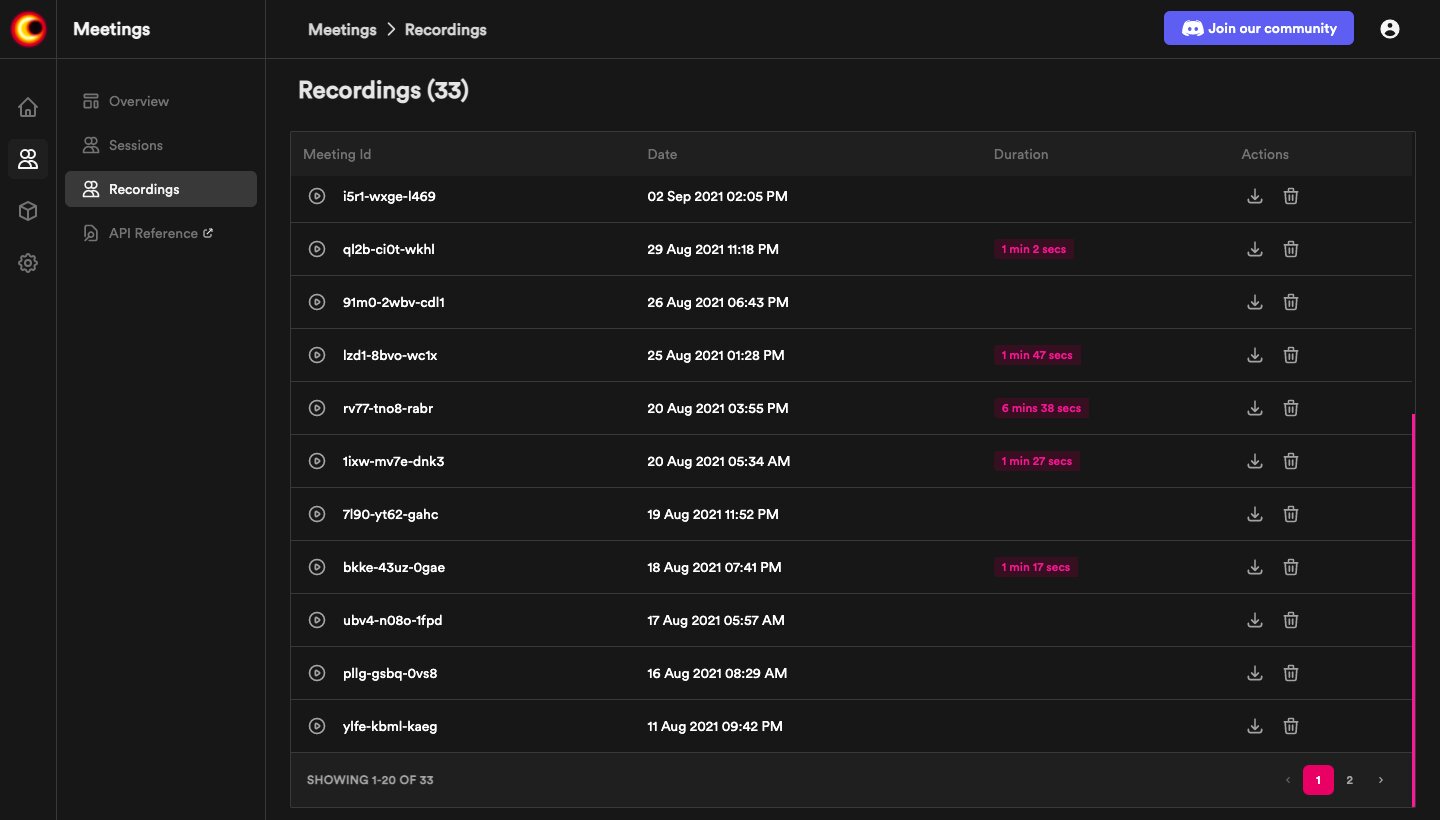 Meetings
Meetings > Recordings
Join our community
Overview
Sessions
Recordings
API Reference
Recordings (33)
Meeting Id Date Duration Actions
i5r1-wxge-l469 02 Sep 2021 02:05 PM
ql2b-ci0t-wkhl 29 Aug 2021 11:18 PM 1 min 2 secs
91m0-2wbv-cdl1 26 Aug 2021 06:43 PM
lzd1-8bvo-wc1x 25 Aug 2021 01:28 PM 1 min 47 secs
rv77-tno8-rabr 20 Aug 2021 03:55 PM 6 mins 38 secs
1ixw-mv7e-dnk3 20 Aug 2021 05:34 AM 1 min 27 secs
7l90-yt62-gahc 19 Aug 2021 11:52 PM
bkke-43uz-0gae 18 Aug 2021 07:41 PM 1 min 17 secs
ubv4-n08o-1fpd 17 Aug 2021 05:57 AM
pllg-gsbq-0vs8 16 Aug 2021 08:29 AM
ylfe-kbml-kaeg 11 Aug 2021 09:42 PM
SHOWING 1-20 OF 33 < 1 2 >